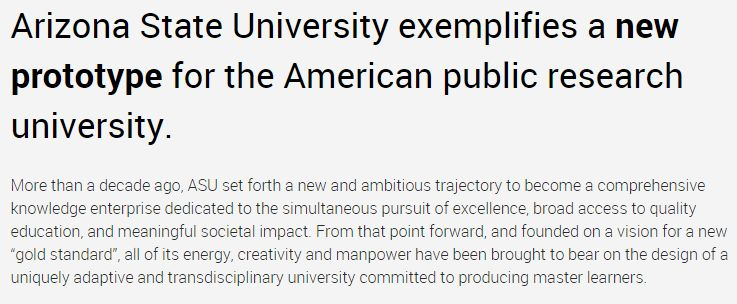 Arizona State University exemplifies a new
prototype for the American public research
university.
More than a decade ago, ASU set forth a new and ambitious trajectory to become a comprehensive
knowledge enterprise dedicated to the simultaneous pursuit of excellence, broad access to quality
education, and meaningful societal impact. From that point forward, and founded on a vision for a new
“gold standard”, all of its energy, creativity and manpower have been brought to bear on the design of a
uniquely adaptive and transdisciplinary university committed to producing master learners.